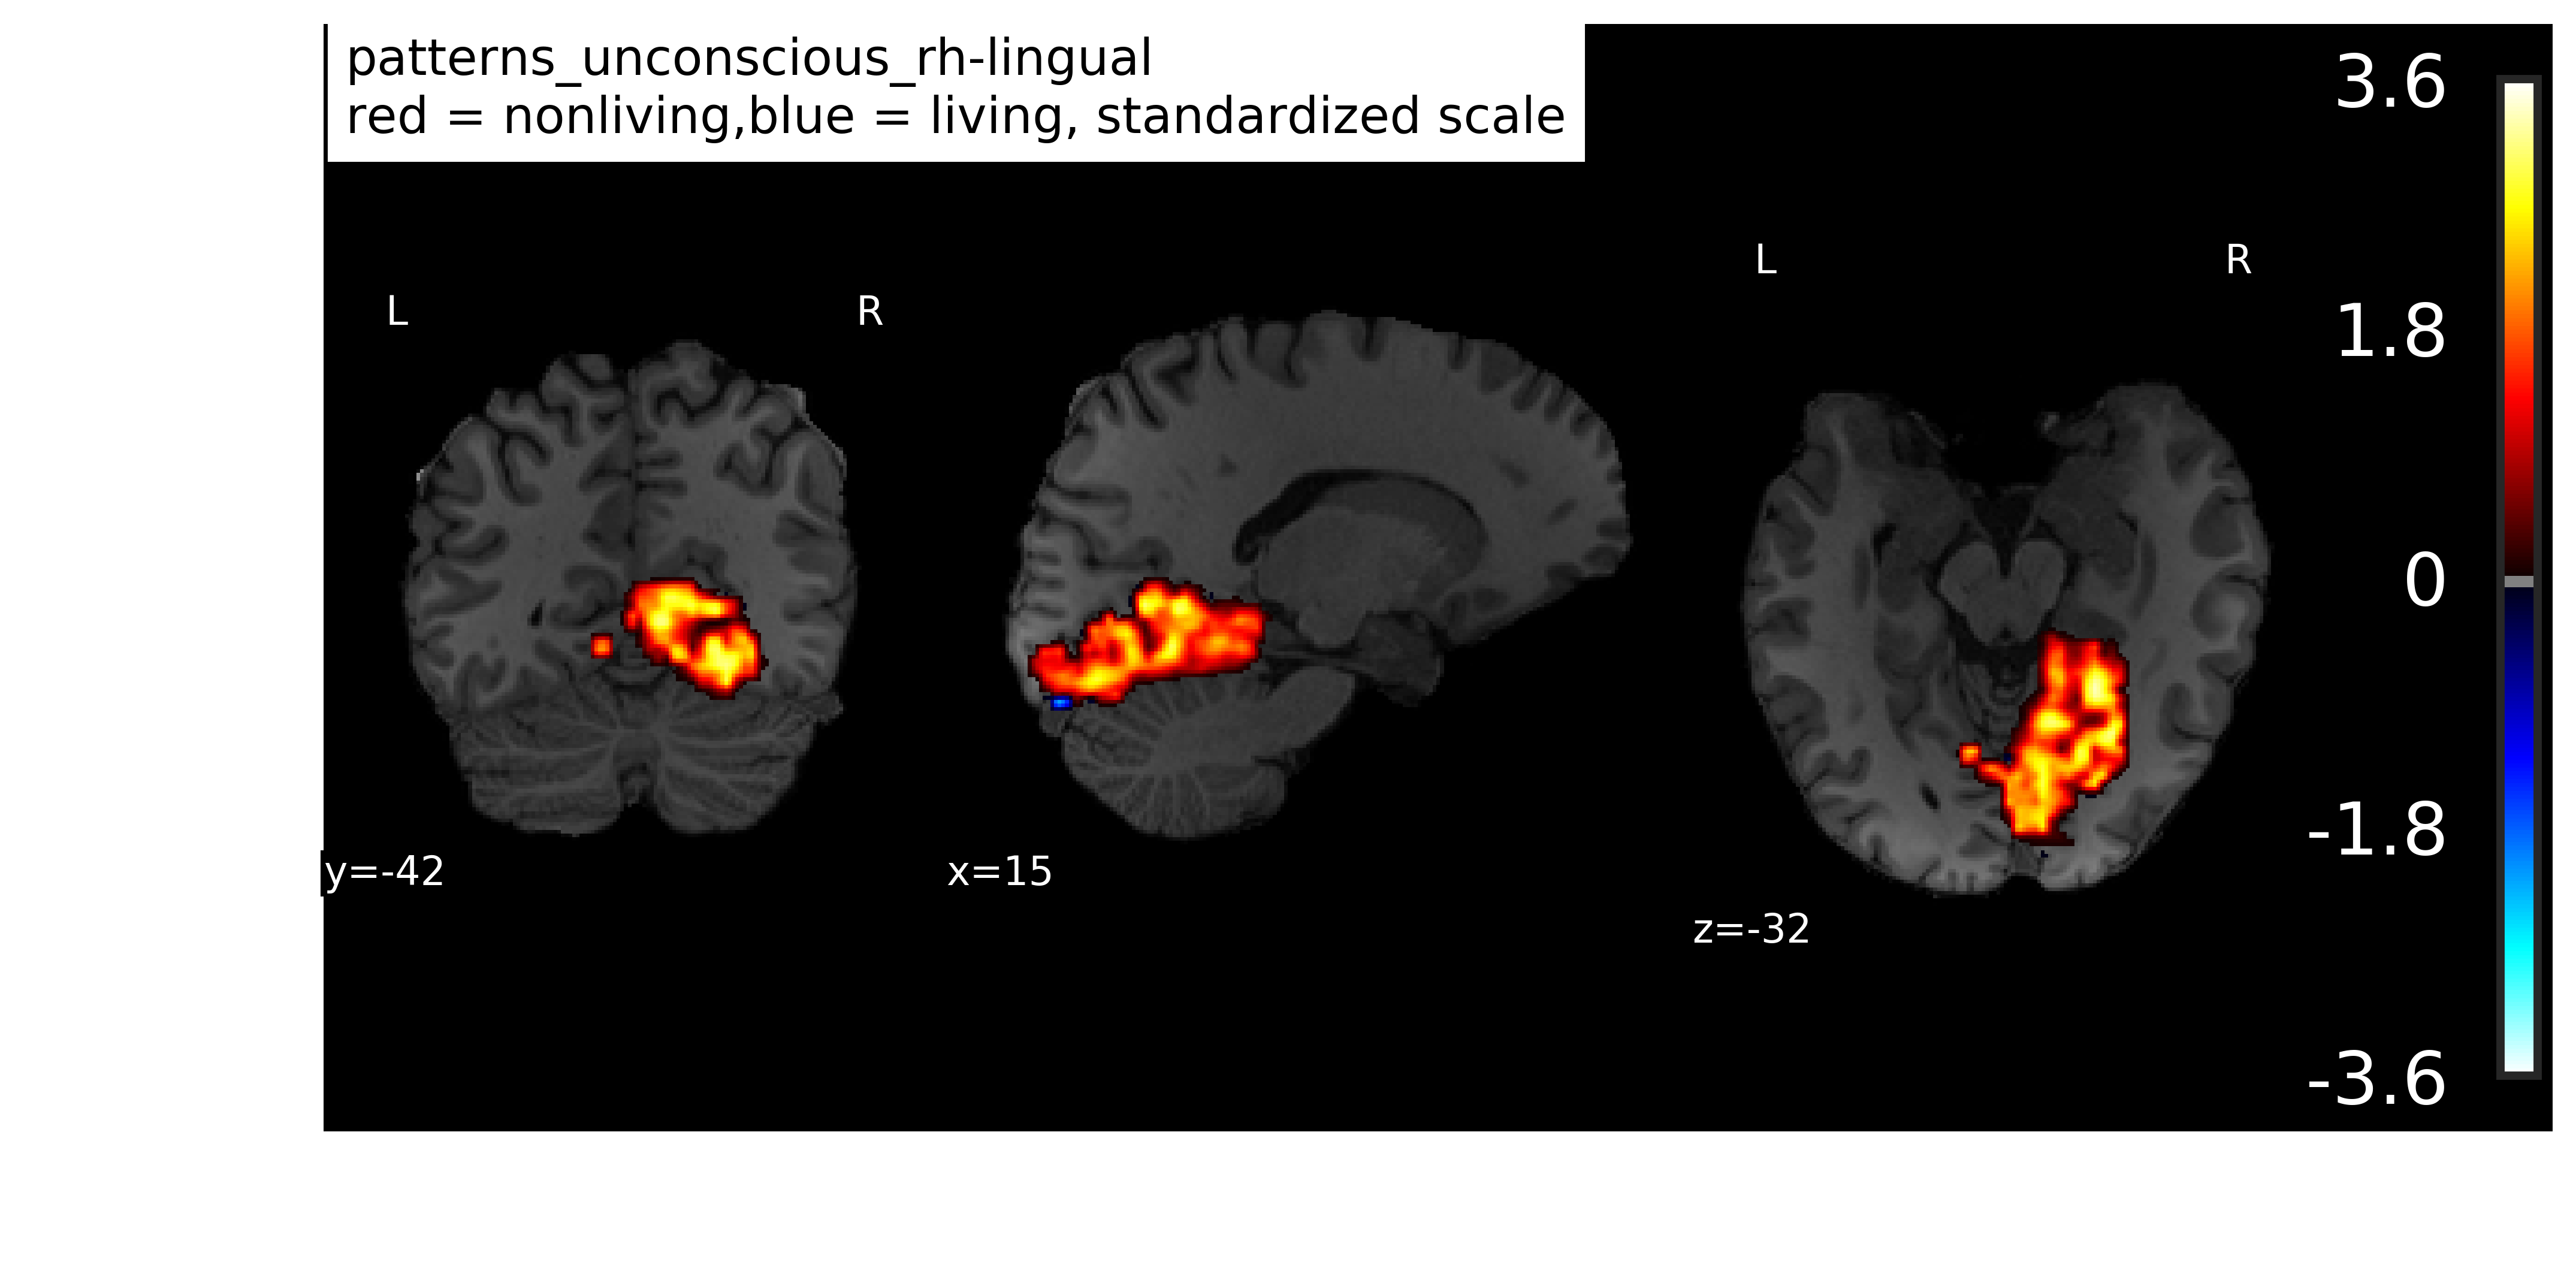 patterns_unconscious_rh-lingual
red = nonliving,blue = living, standardized scale
L R
L R
y=-42
x=15
z=-32
3.6
1.8
0
-1.8
-3.6